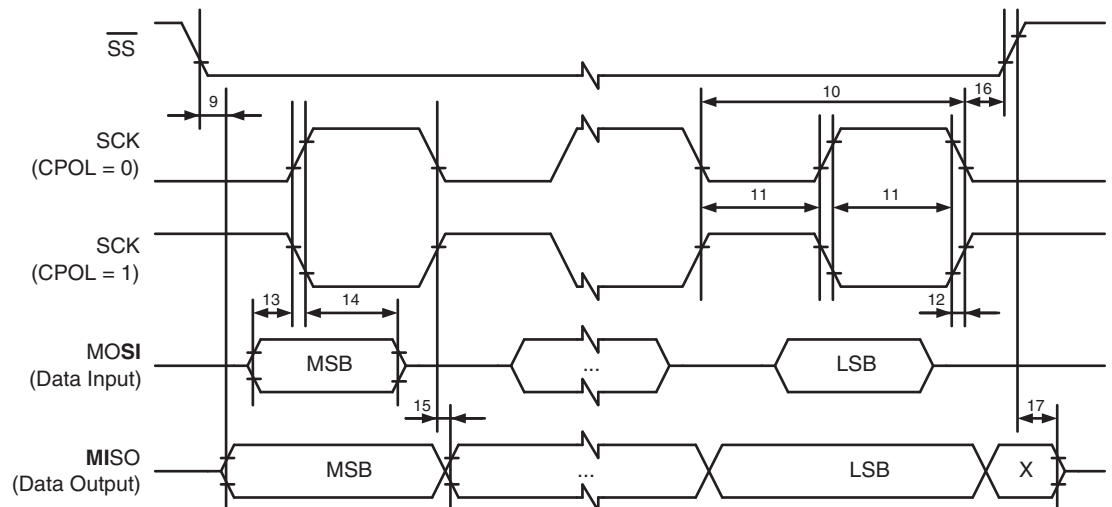 SS
9
10
16
SCK
(CPOL = 0)
11
11
SCK
(CPOL = 1)
13
14
12
MOSI
(Data Input)
MSB
...
LSB
15
17
MISO
(Data Output)
MSB
...
LSB
X